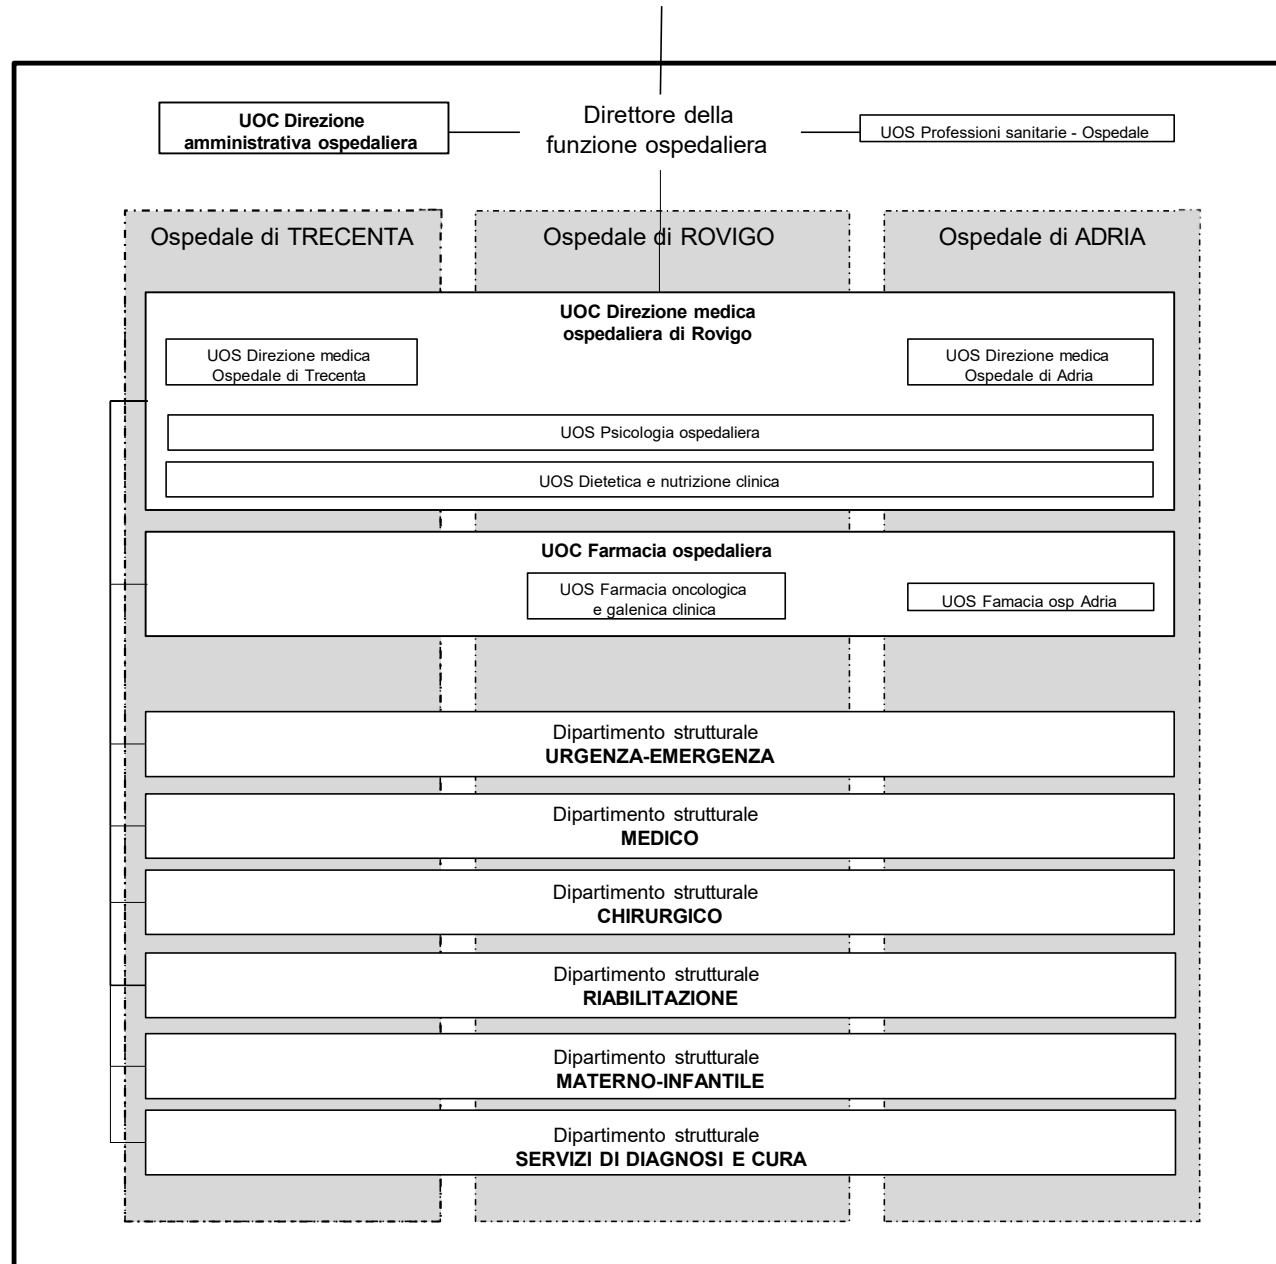 UOC Direzione
amministrativa ospedaliera
Direttore della
funzione ospedaliera
UOS Professioni sanitarie - Ospedale
Ospedale di TRECENTA
Ospedale di ROVIGO
Ospedale di ADRIA
UOC Direzione medica
ospedaliera di Rovigo
UOS Direzione medica
Ospedale di Trecenta
UOS Direzione medica
Ospedale di Adria
UOS Psicologia ospedaliera
UOS Dietetica e nutrizione clinica
UOC Farmacia ospedaliera
UOS Farmacia oncologica
e galenica clinica
UOS Famacia osp Adria
Dipartimento strutturale
URGENZA-EMERGENZA
Dipartimento strutturale
MEDICO
Dipartimento strutturale
CHIRURGICO
Dipartimento strutturale
RIABILITAZIONE
Dipartimento strutturale
MATERNO-INFANTILE
Dipartimento strutturale
SERVIZI DI DIAGNOSI E CURA